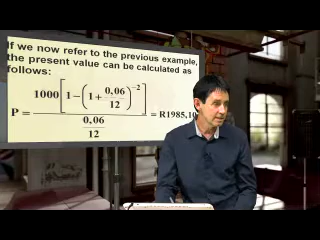 If we now refer to the previous example,
the present value can be calculated as
follows:
P = 1000[1-(1+0,06/12)^-2] / (0,06/12) = R1985,10